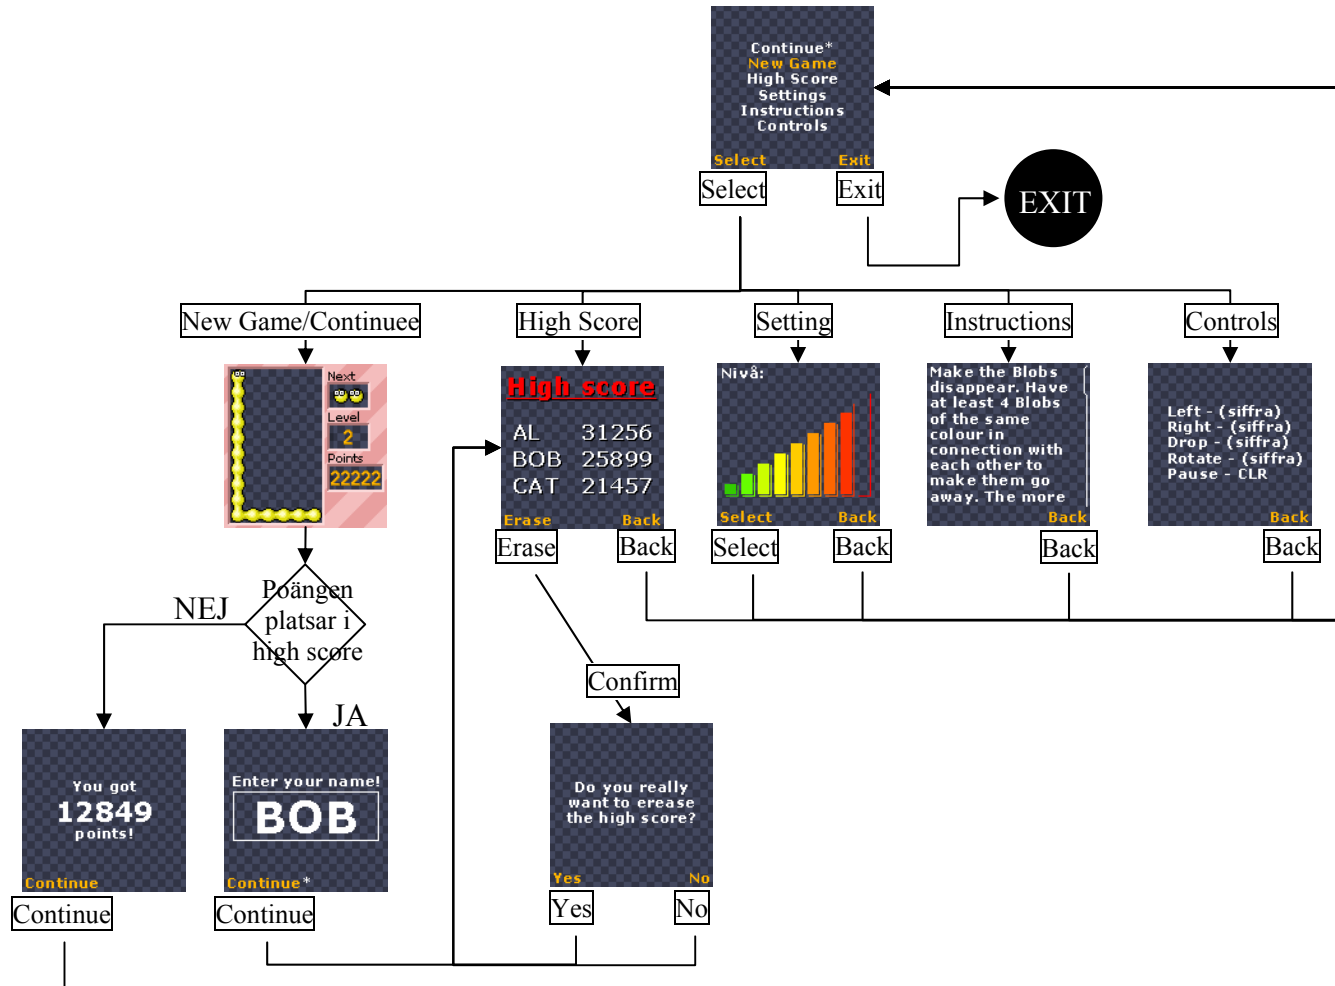 Continue*
New Game
High Score
Settings
Instructions
Controls
Select Exit
Select
Exit
EXIT
New Game/Continuee
High Score
Setting
Instructions
Controls
Next
Level
2
Points
22222
High score
AL 31256
BOB 25899
CAT 21457
Erase Back
Erase
Back
Nivå:
Select Back
Select
Back
Make the Blobs
disappear. Have
at least 4 Blobs
of the same
colour in
connection with
each other to
make them go
away. The more
Back
Back
Left - (siffra)
Right - (siffra)
Drop - (siffra)
Rotate - (siffra)
Pause - CLR
Back
Back
Poängen
platsar i
high score
NEJ
JA
Confirm
You got
12849
points!
Continue
Continue
Enter your name!
BOB
Continue*
Continue
Do you really
want to erease
the high score?
Yes No
Yes
No